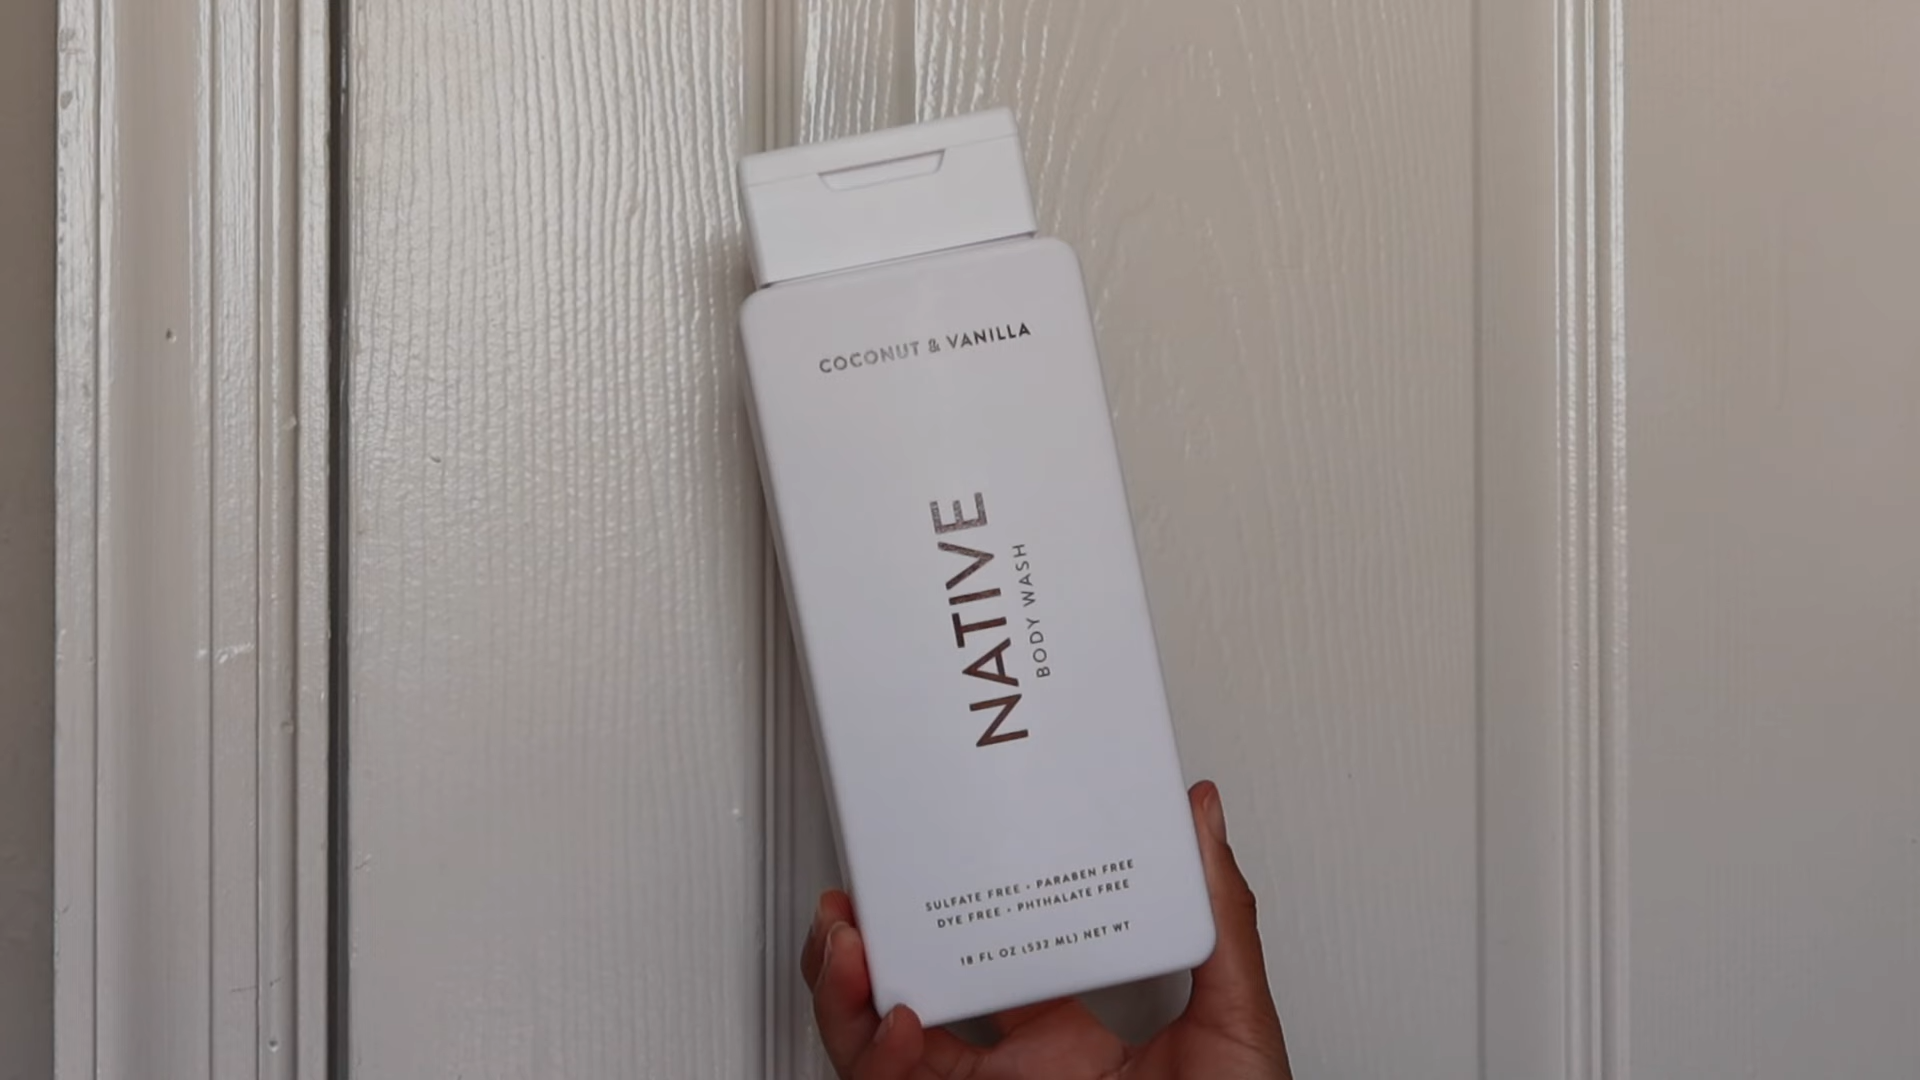 COCONUT & VANILLA
NATIVE
BODY WASH
SULFATE FREE • PARABEN FREE
DYE FREE • PHTHALATE FREE
18 FL OZ (532 ML) NET WT